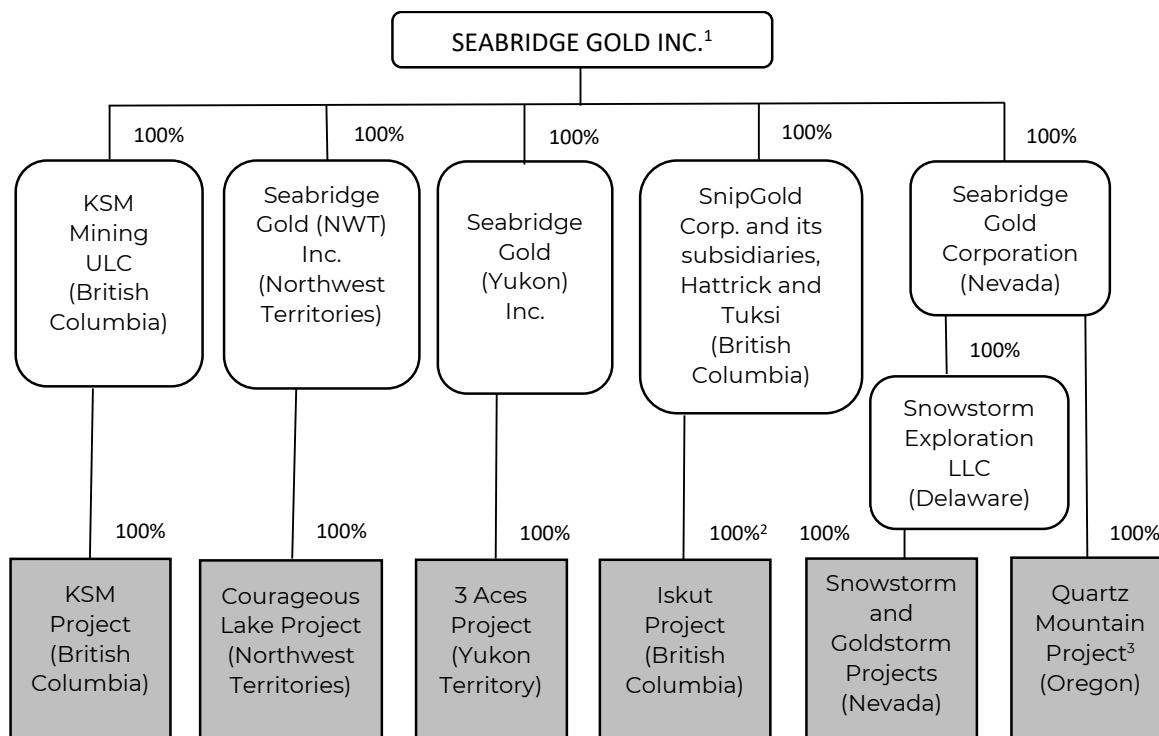 SEABRIDGE GOLD INC.¹
100%
100%
100%
100%
100%
KSM
Mining
ULC
(British
Columbia)
Seabridge
Gold (NWT)
Inc.
(Northwest
Territories)
Seabridge
Gold
(Yukon)
Inc.
SnipGold
Corp. and its
subsidiaries,
Hattrick and
Tuksi
(British
Columbia)
Seabridge
Gold
Corporation
(Nevada)
100%
Snowstorm
Exploration
LLC
(Delaware)
100%
100%
100%
100%²
100%
100%
KSM
Project
(British
Columbia)
Courageous
Lake Project
(Northwest
Territories)
3 Aces
Project
(Yukon
Territory)
Iskut
Project
(British
Columbia)
Snowstorm
and
Goldstorm
Projects
(Nevada)
Quartz
Mountain
Project³
(Oregon)